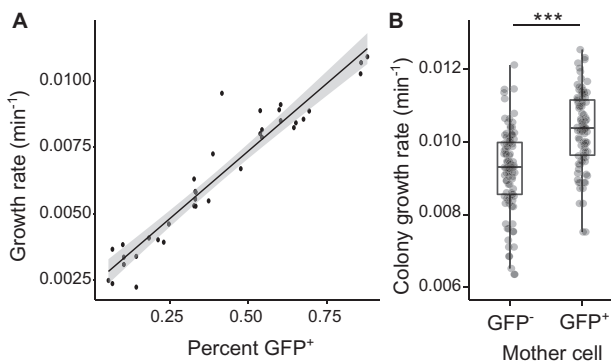 A
Growth rate (min⁻¹)
0.0100
0.0075
0.0050
0.0025
0.25
0.50
0.75
Percent GFP⁺
B
***
Colony growth rate (min⁻¹)
0.012
0.010
0.008
0.006
GFP⁻
GFP⁺
Mother cell